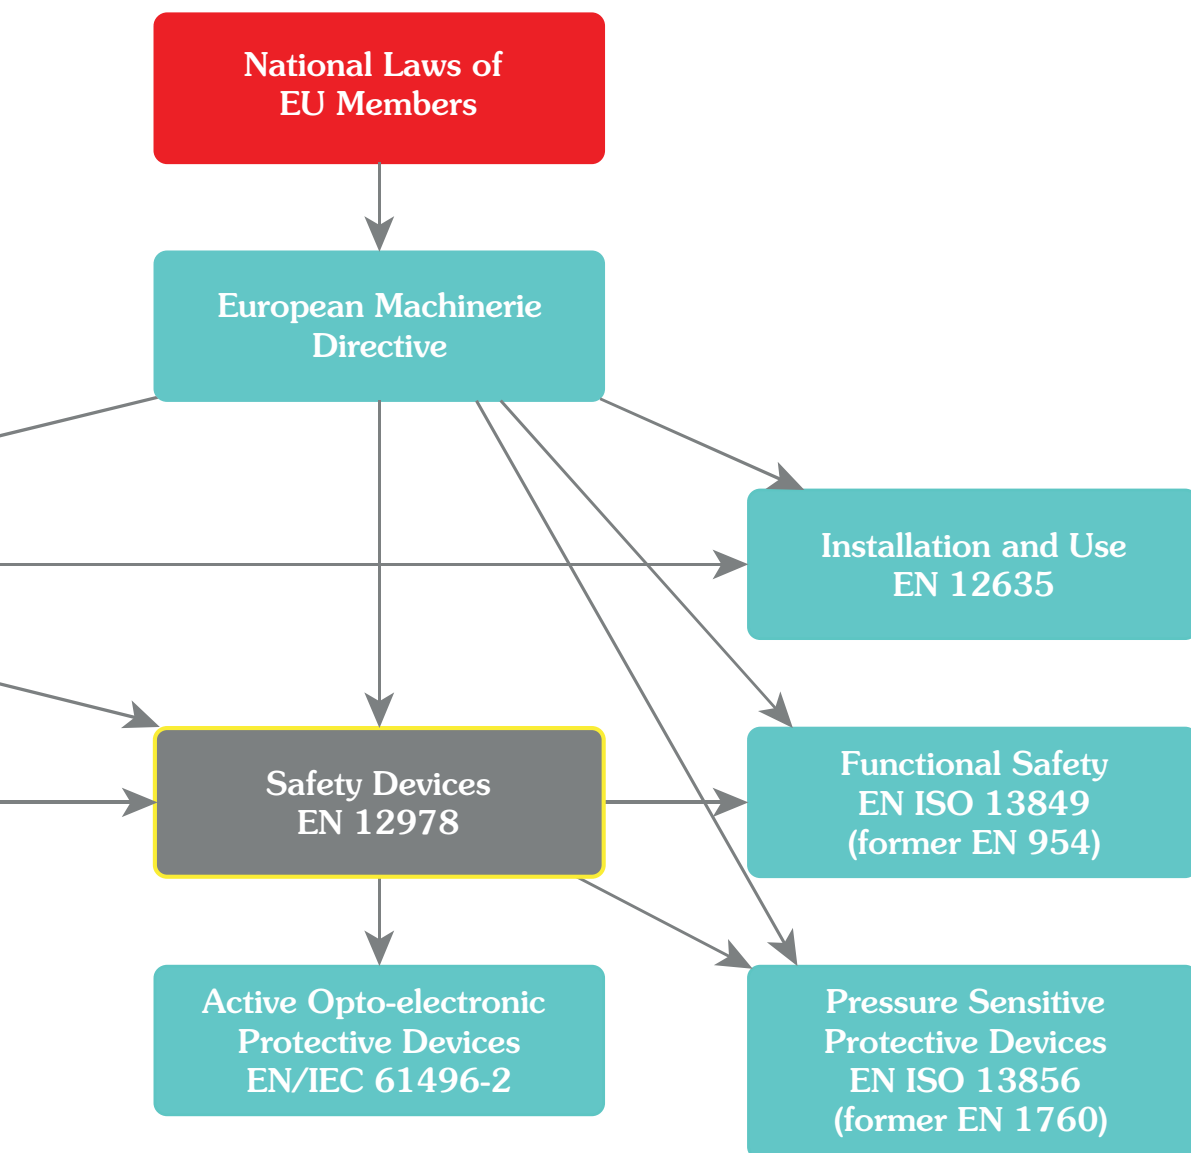 National Laws of
EU Members
European Machinerie
Directive
Installation and Use
EN 12635
Safety Devices
EN 12978
Functional Safety
EN ISO 13849
(former EN 954)
Active Opto-electronic
Protective Devices
EN/IEC 61496-2
Pressure Sensitive
Protective Devices
EN ISO 13856
(former EN 1760)